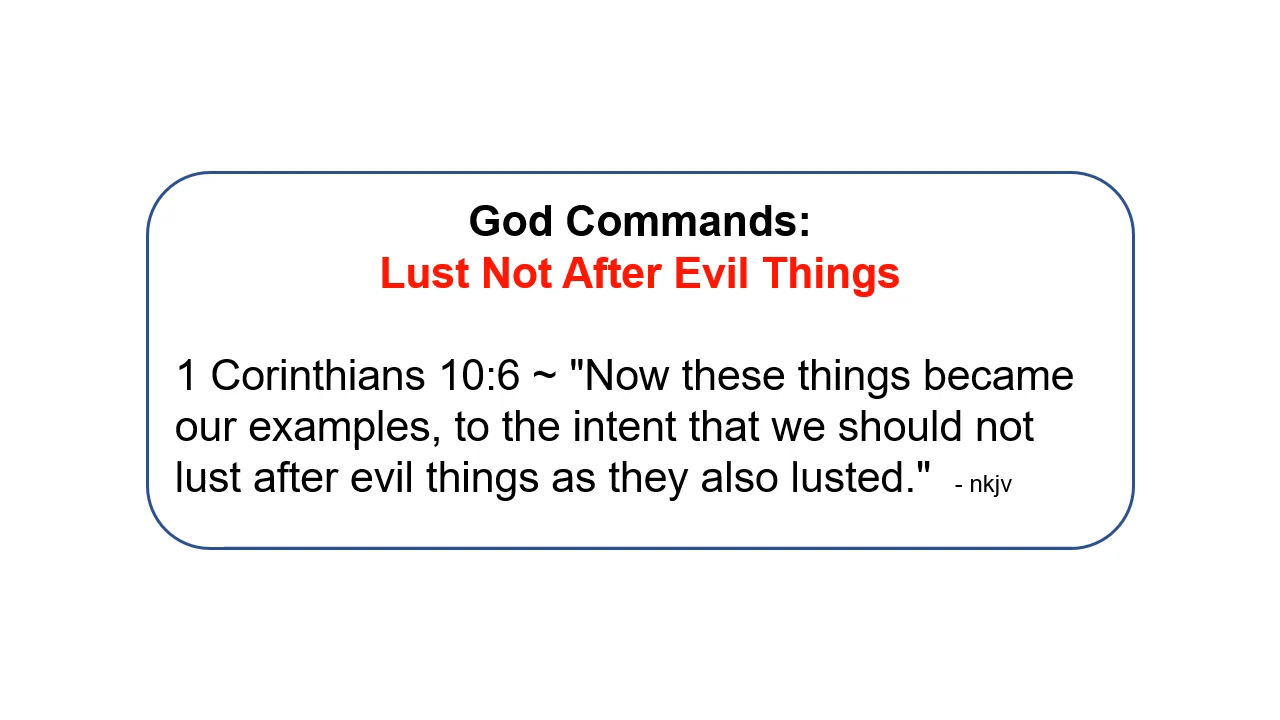 God Commands:
Lust Not After Evil Things
1 Corinthians 10:6 ~ "Now these things became
our examples, to the intent that we should not
lust after evil things as they also lusted." - nkjv